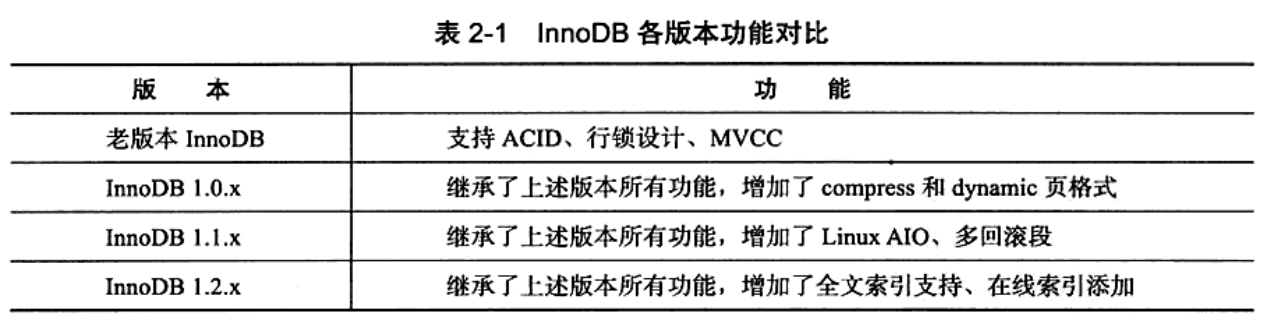 表 2-1 InnoDB 各版本功能对比
版 本 功 能
老版本 InnoDB 支持 ACID、行锁设计、MVCC
InnoDB 1.0.x 继承了上述版本所有功能，增加了 compress 和 dynamic 页格式
InnoDB 1.1.x 继承了上述版本所有功能，增加了 Linux AIO、多回滚段
InnoDB 1.2.x 继承了上述版本所有功能，增加了全文索引支持、在线索引添加